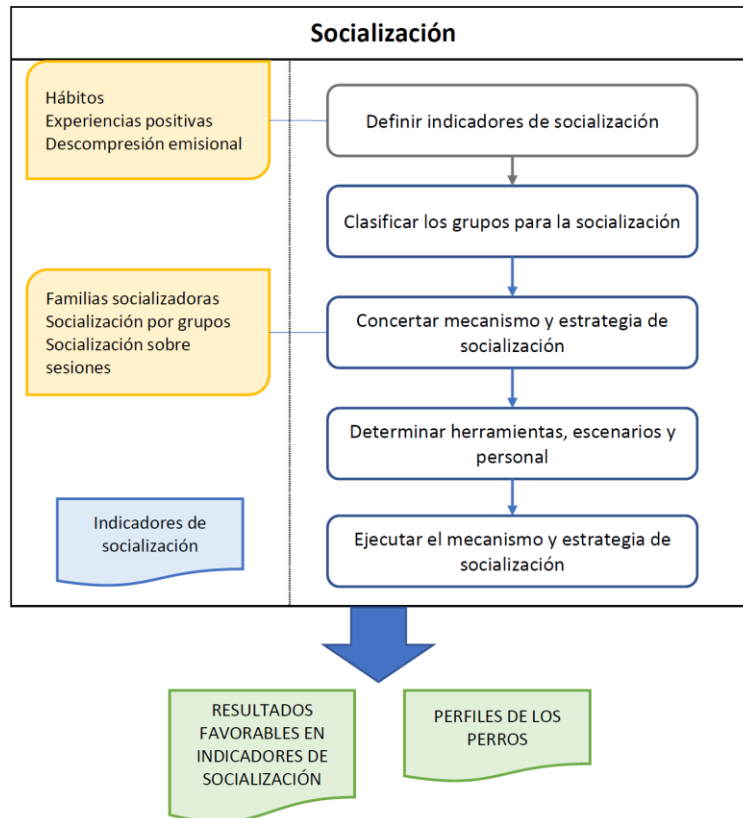 Socialización
Hábitos
Experiencias positivas
Descompresión emisional
Definir indicadores de socialización
Clasificar los grupos para la socialización
Familias socializadoras
Socialización por grupos
Socialización sobre
sesiones
Concertar mecanismo y estrategia de
socialización
Determinar herramientas, escenarios y
personal
Indicadores de
socialización
Ejecutar el mecanismo y estrategia de
socialización
RESULTADOS
FAVORABLES EN
INDICADORES DE
SOCIALIZACIÓN
PERFILES DE LOS
PERROS